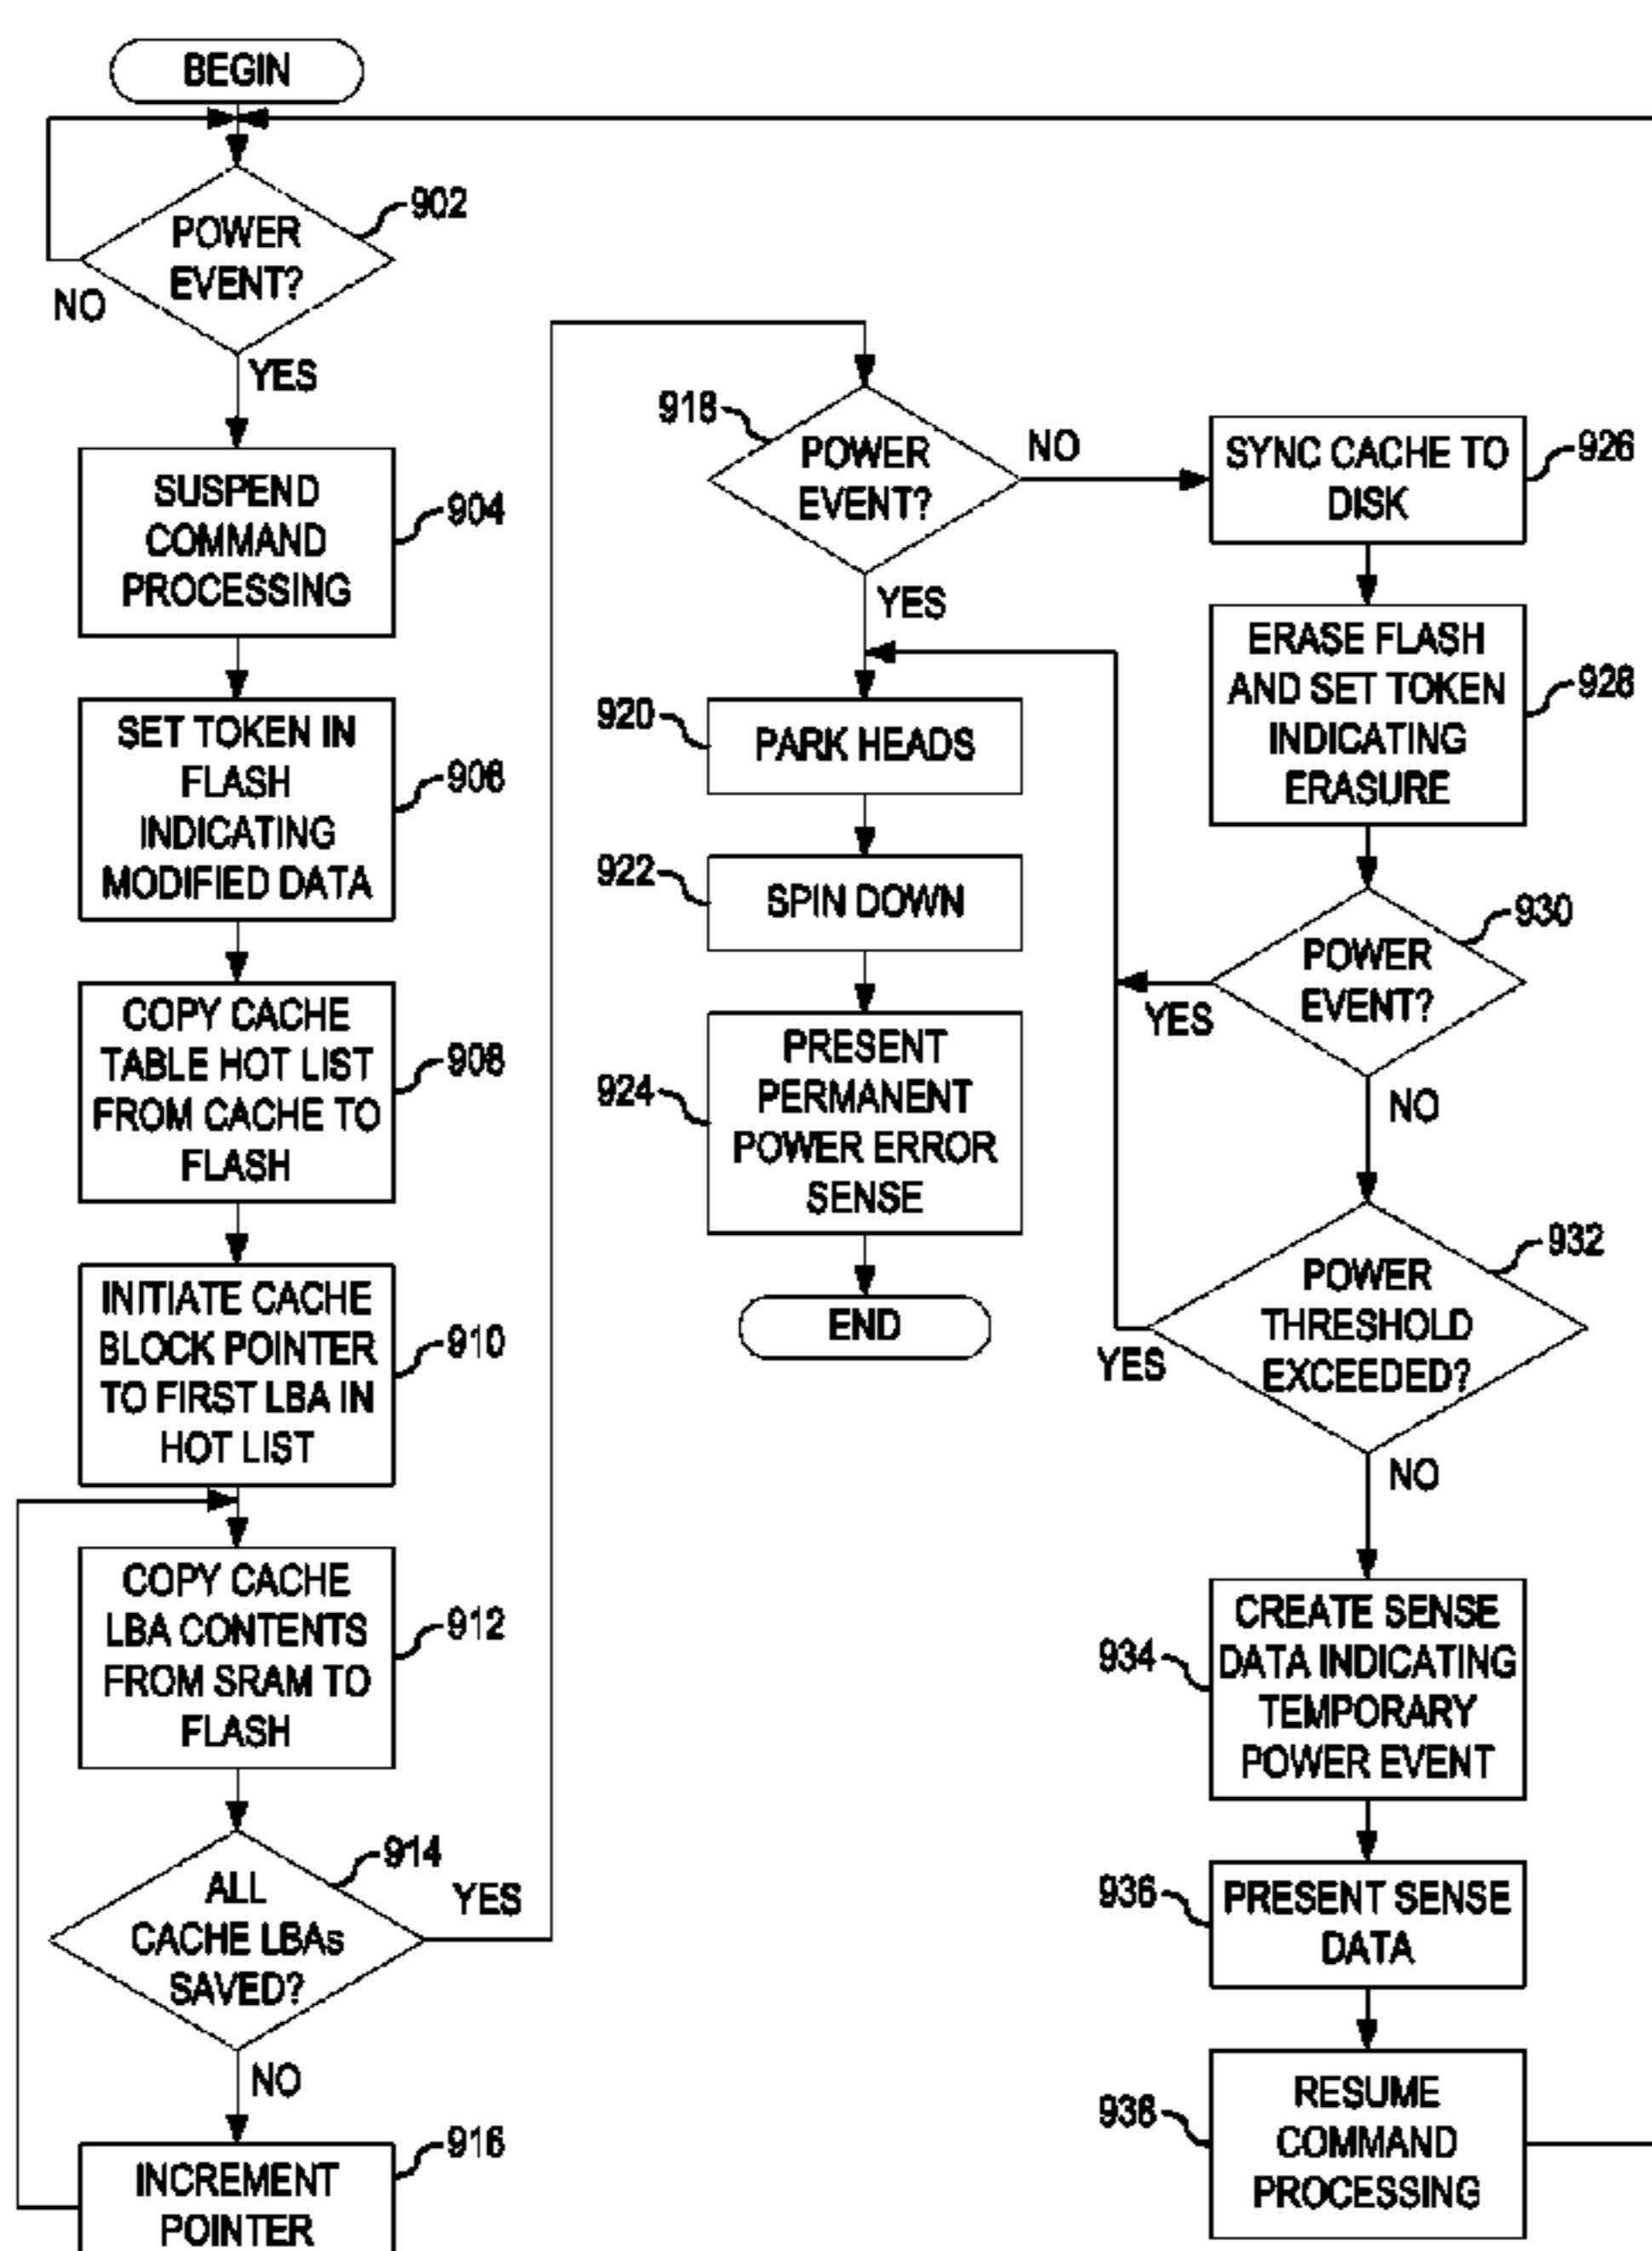 BEGIN
POWER
EVENT?
902
NO
YES
SUSPEND
COMMAND
PROCESSING
904
SET TOKEN IN
FLASH
INDICATING
MODIFIED DATA
906
COPY CACHE
TABLE HOT LIST
FROM CACHE TO
FLASH
908
INITIATE CACHE
BLOCK POINTER
TO FIRST LBA IN
HOT LIST
910
COPY CACHE
LBA CONTENTS
FROM SRAM TO
FLASH
912
ALL
CACHE LBAs
SAVED?
914
YES
NO
INCREMENT
POINTER
916
918
POWER
EVENT?
NO
YES
920
PARK HEADS
922
SPIN DOWN
924
PRESENT
PERMANENT
POWER ERROR
SENSE
END
SYNC CACHE TO
DISK
926
ERASE FLASH
AND SET TOKEN
INDICATING
ERASURE
928
POWER
EVENT?
930
YES
NO
POWER
THRESHOLD
EXCEEDED?
932
YES
NO
934
CREATE SENSE
DATA INDICATING
TEMPORARY
POWER EVENT
936
PRESENT SENSE
DATA
938
RESUME
COMMAND
PROCESSING